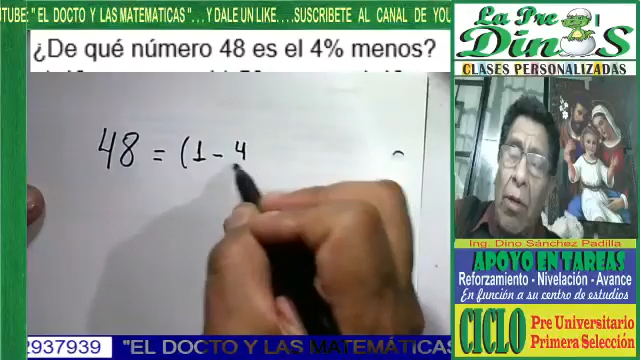 TUBE: " EL DOCTO Y LAS MATEMATICAS "...Y DALE UN LIKE....SUSCRIBETE AL CANAL DE YOU
¿De qué número 48 es el 4% menos?
48 = (1 - 4
2937939 "EL DOCTO Y LAS MATEMÁTICAS
La Pre
DinoS
CLASES PERSONALIZADAS
Ing. Dino Sánchez Padilla
APOYO EN TAREAS
Reforzamiento - Nivelación - Avance
En función a su centro de estudios
CICLO Pre Universitario
Primera Selección